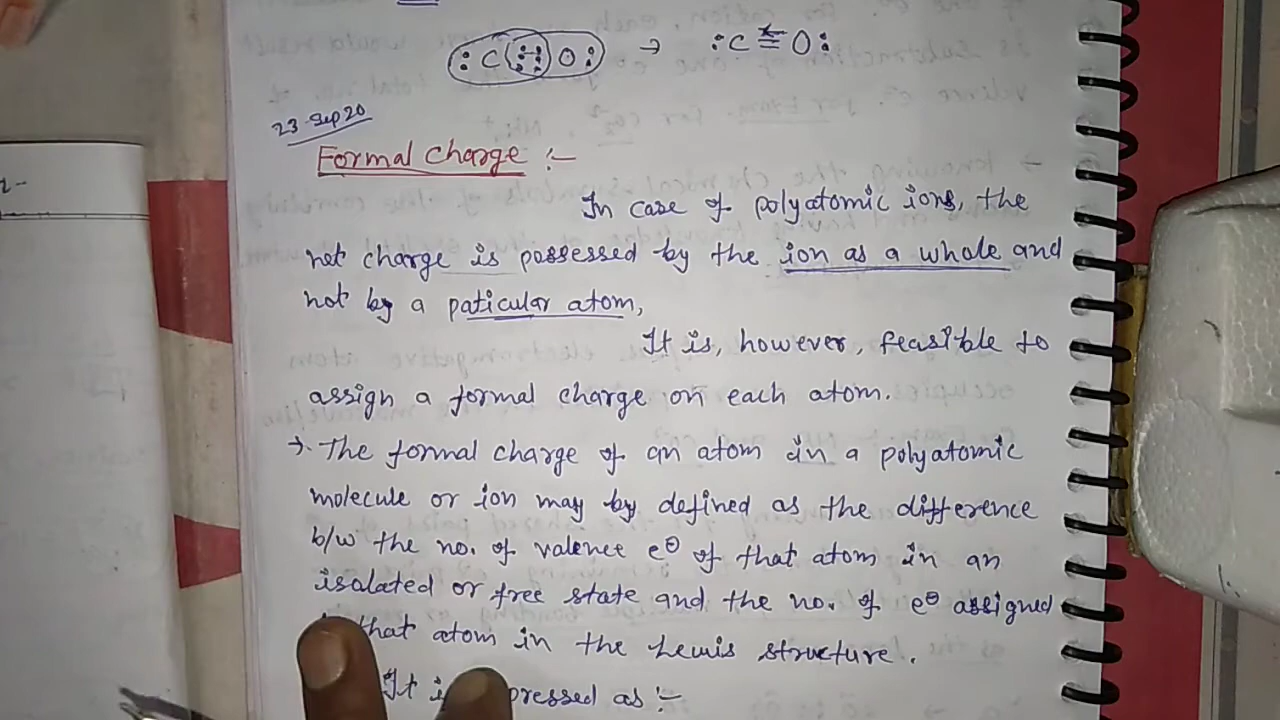 :C::O: → :C≡O:
23-Sep 20
Formal Charge :-
In case of polyatomic ions, the
net charge is possessed by the ion as a whole and
not by a paticular atom,
It is, however, feasible to
assign a formal charge on each atom.
→. The formal charge of an atom in a polyatomic
molecule or ion may by defined as the difference
b/w the no. of valence e⊖ of that atom in an
isolated or free state and the no. of e⊖ assigned
that atom in the Lewis structure.
It is as :-